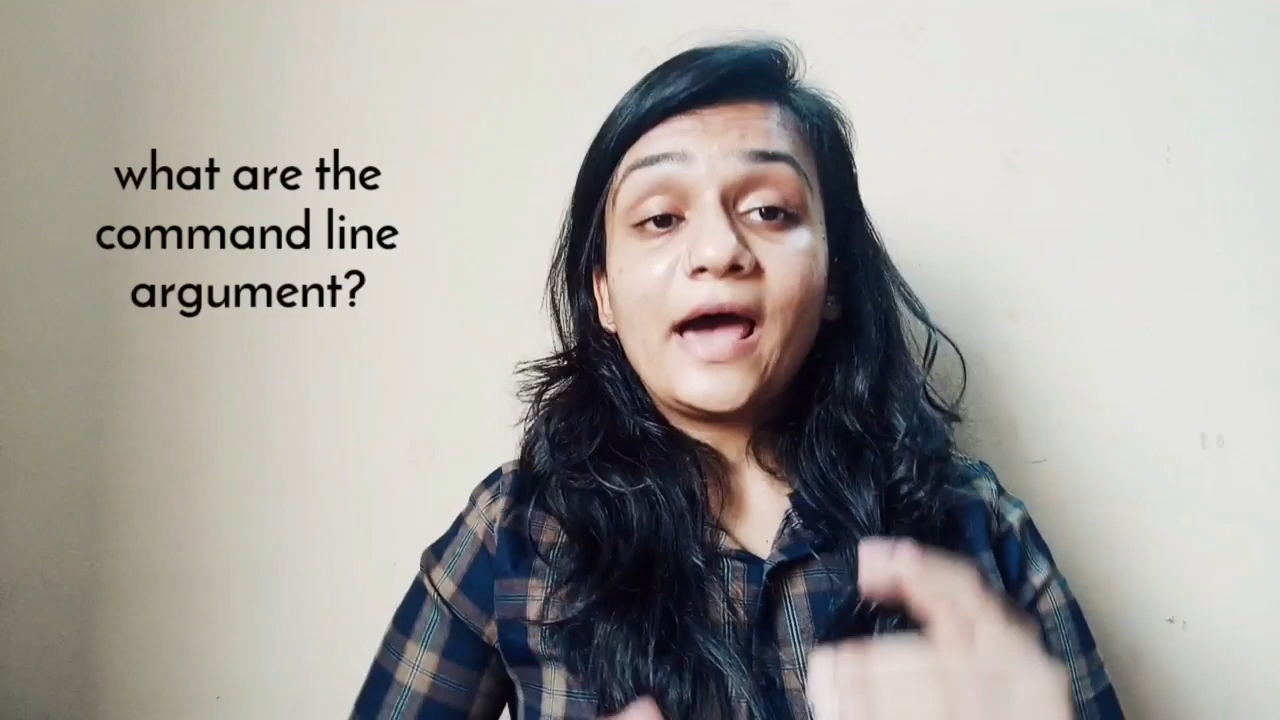 what are the
command line
argument?